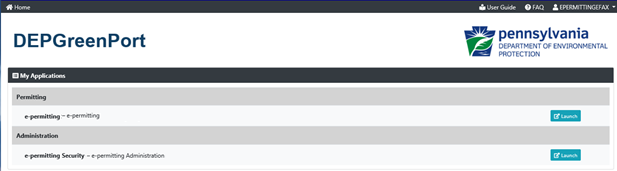 Home User Guide FAQ EPERMITTINGEFAX
DEPGreenPort
pennsylvania
DEPARTMENT OF ENVIRONMENTAL
PROTECTION
My Applications
Permitting
e-permitting – e-permitting Launch
Administration
e-permitting Security – e-permitting Administration Launch